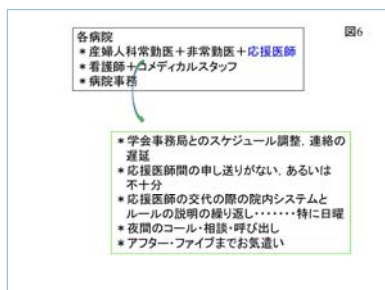 図6
各病院
＊産婦人科常勤医＋非常勤医＋応援医師
＊看護師＋コメディカルスタッフ
＊病院事務
＊学会事務局とのスケジュール調整，連絡の
遅延
＊応援医師間の申し送りがない，あるいは
不十分
＊応援医師の交代の際の院内システムと
ルールの説明の繰り返し・・・・・・・特に日曜
＊夜間のコール・相談・呼び出し
＊アフター・ファイブまでお気遣い